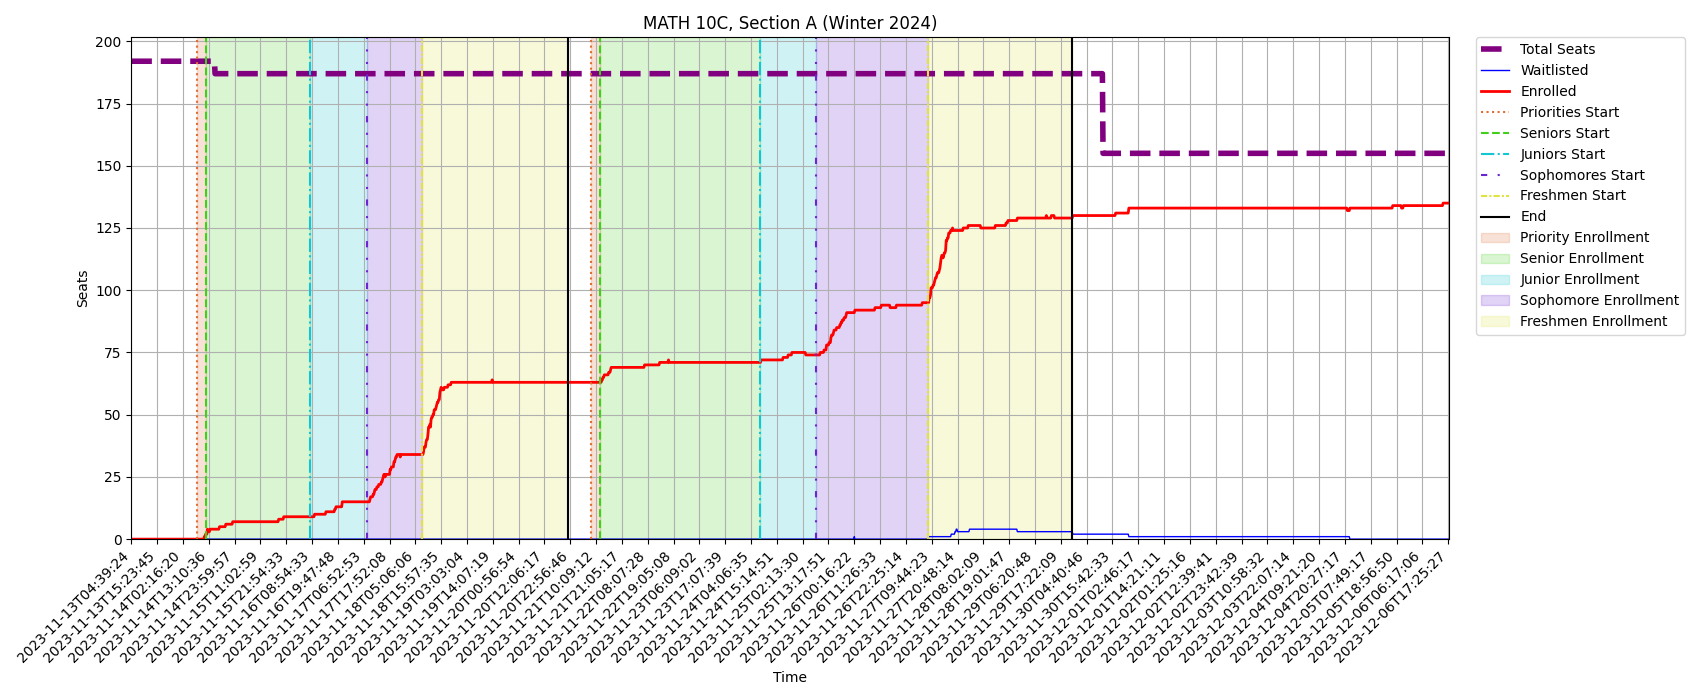 MATH 10C, Section A (Winter 2024)
200
175
150
125
100
75
50
25
0
Seats
2023-11-13T04:39:24
2023-11-13T15:23:45
2023-11-14T02:16:20
2023-11-14T13:10:36
2023-11-14T23:59:57
2023-11-15T11:02:59
2023-11-15T21:54:33
2023-11-16T08:54:33
2023-11-16T19:47:48
2023-11-17T06:52:53
2023-11-17T17:52:08
2023-11-18T05:06:06
2023-11-18T15:57:35
2023-11-19T03:03:04
2023-11-19T14:07:19
2023-11-20T00:56:54
2023-11-20T12:06:17
2023-11-20T22:56:46
2023-11-21T10:09:12
2023-11-21T21:05:17
2023-11-22T08:07:28
2023-11-22T19:05:08
2023-11-23T06:09:02
2023-11-23T17:07:39
2023-11-24T04:06:35
2023-11-24T15:14:51
2023-11-25T02:13:30
2023-11-25T13:17:51
2023-11-26T00:16:22
2023-11-26T11:26:33
2023-11-26T22:25:14
2023-11-27T09:44:23
2023-11-27T20:48:14
2023-11-28T08:02:09
2023-11-28T19:01:47
2023-11-29T06:20:48
2023-11-29T17:22:09
2023-11-30T04:40:46
2023-11-30T15:42:33
2023-12-01T02:46:17
2023-12-01T14:21:11
2023-12-02T01:25:16
2023-12-02T12:39:41
2023-12-02T23:42:39
2023-12-03T10:58:32
2023-12-03T22:07:14
2023-12-04T09:21:20
2023-12-04T20:27:17
2023-12-05T07:49:17
2023-12-05T18:56:50
2023-12-06T06:17:06
2023-12-06T17:25:27
Time
Total Seats
Waitlisted
Enrolled
Priorities Start
Seniors Start
Juniors Start
Sophomores Start
Freshmen Start
End
Priority Enrollment
Senior Enrollment
Junior Enrollment
Sophomore Enrollment
Freshmen Enrollment